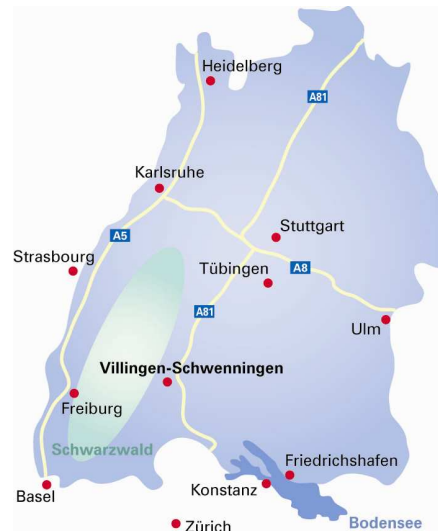 Heidelberg
A81
Karlsruhe
A5
Stuttgart
Strasbourg
Tübingen
A8
A81
Ulm
Villingen-Schwenningen
Freiburg
Schwarzwald
Friedrichshafen
Basel
Konstanz
Zürich
Bodensee